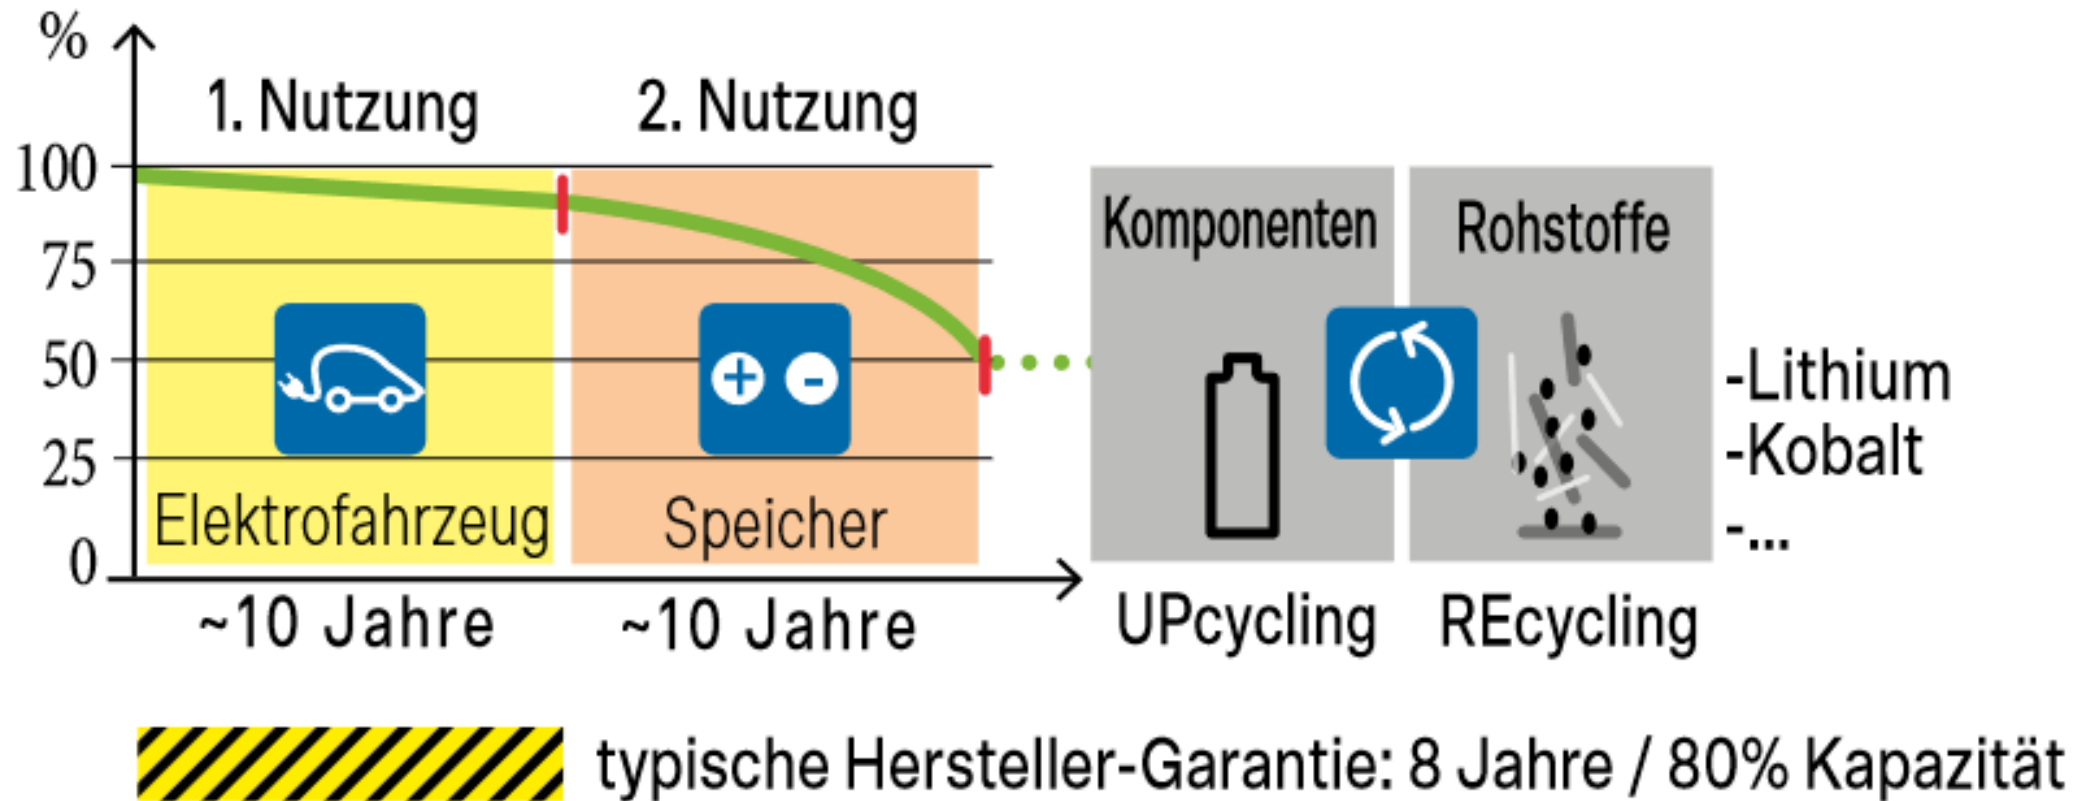 %
1. Nutzung
2. Nutzung
100
75
50
25
0
Elektrofahrzeug
+ -
Speicher
~10 Jahre
~10 Jahre
Komponenten
Rohstoffe
-Lithium
-Kobalt
-...
UPcycling
REcycling
typische Hersteller-Garantie: 8 Jahre / 80% Kapazität